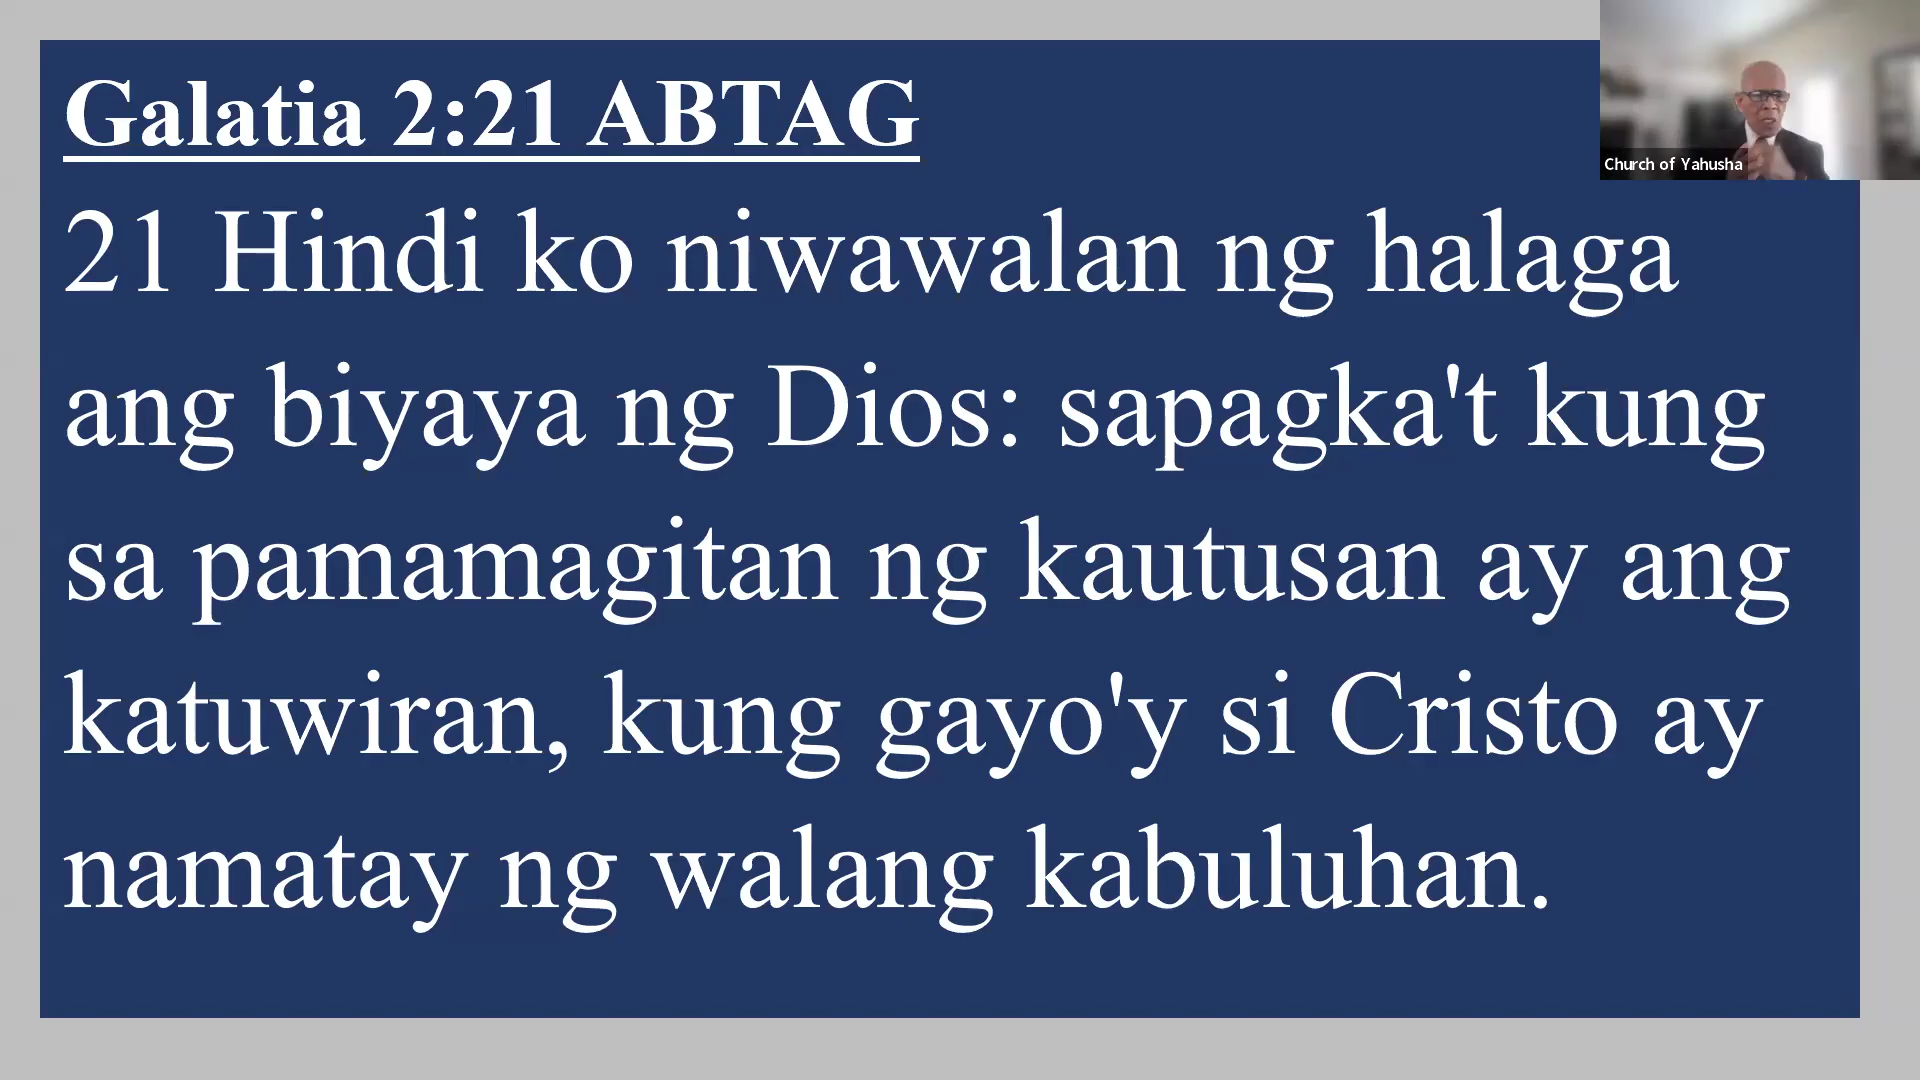 Galatia 2:21 ABTAG
21 Hindi ko niwawalan ng halaga
ang biyaya ng Dios: sapagka't kung
sa pamamagitan ng kautusan ay ang
katuwiran, kung gayo'y si Cristo ay
namatay ng walang kabuluhan.
Church of Yahusha